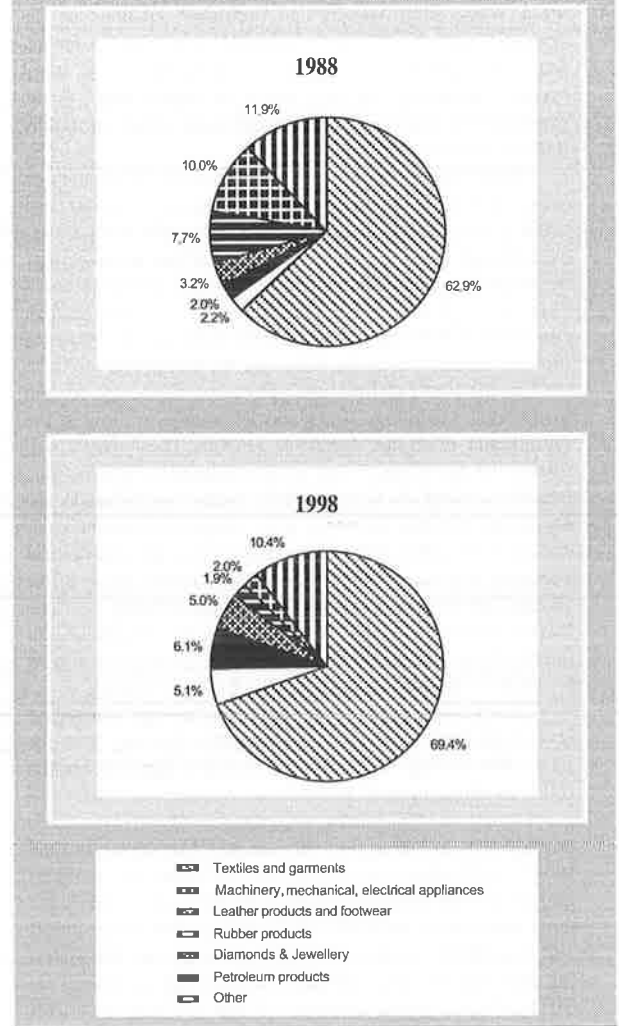 1988
11.9%
10.0%
7.7%
3.2%
2.0%
2.2%
62.9%
1998
10.4%
2.0%
1.9%
5.0%
6.1%
5.1%
69.4%
Textiles and garments
Machinery, mechanical, electrical appliances
Leather products and footwear
Rubber products
Diamonds & Jewellery
Petroleum products
Other